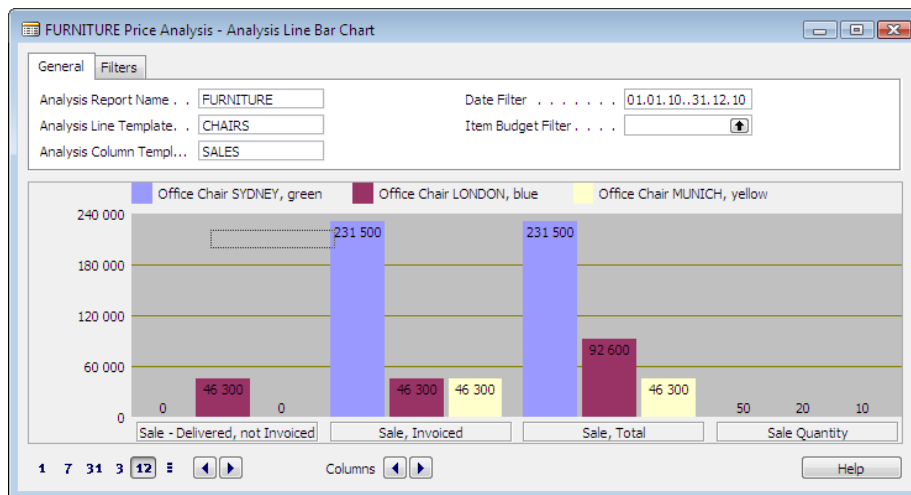 FURNITURE Price Analysis - Analysis Line Bar Chart
General Filters
Analysis Report Name . . FURNITURE Date Filter . . . . . . . 01.01.10..31.12.10
Analysis Line Template. . CHAIRS Item Budget Filter . . . .
Analysis Column Templ... SALES
Office Chair SYDNEY, green Office Chair LONDON, blue Office Chair MUNICH, yellow
240 000
231 500 231 500
180 000
120 000
92 600
60 000
46 300 46 300 46 300 46 300
0 0 50 20 10
0
Sale - Delivered, not Invoiced Sale, Invoiced Sale, Total Sale Quantity
1 7 31 3 12 Columns Help